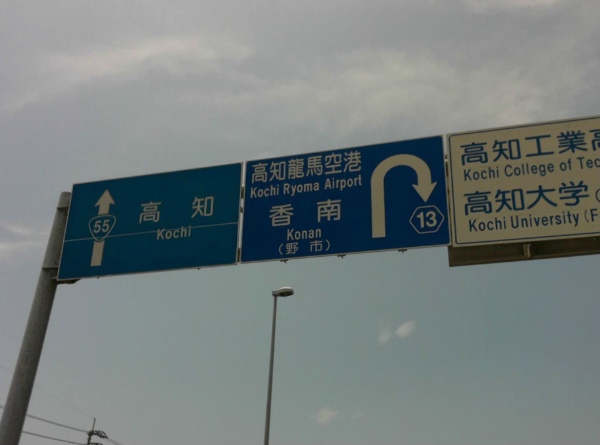 55
高知
Kochi
高知龍馬空港
Kochi Ryoma Airport
香南
Konan
(野市)
13
高知工業高
Kochi College of Tec
高知大学(
Kochi University (F